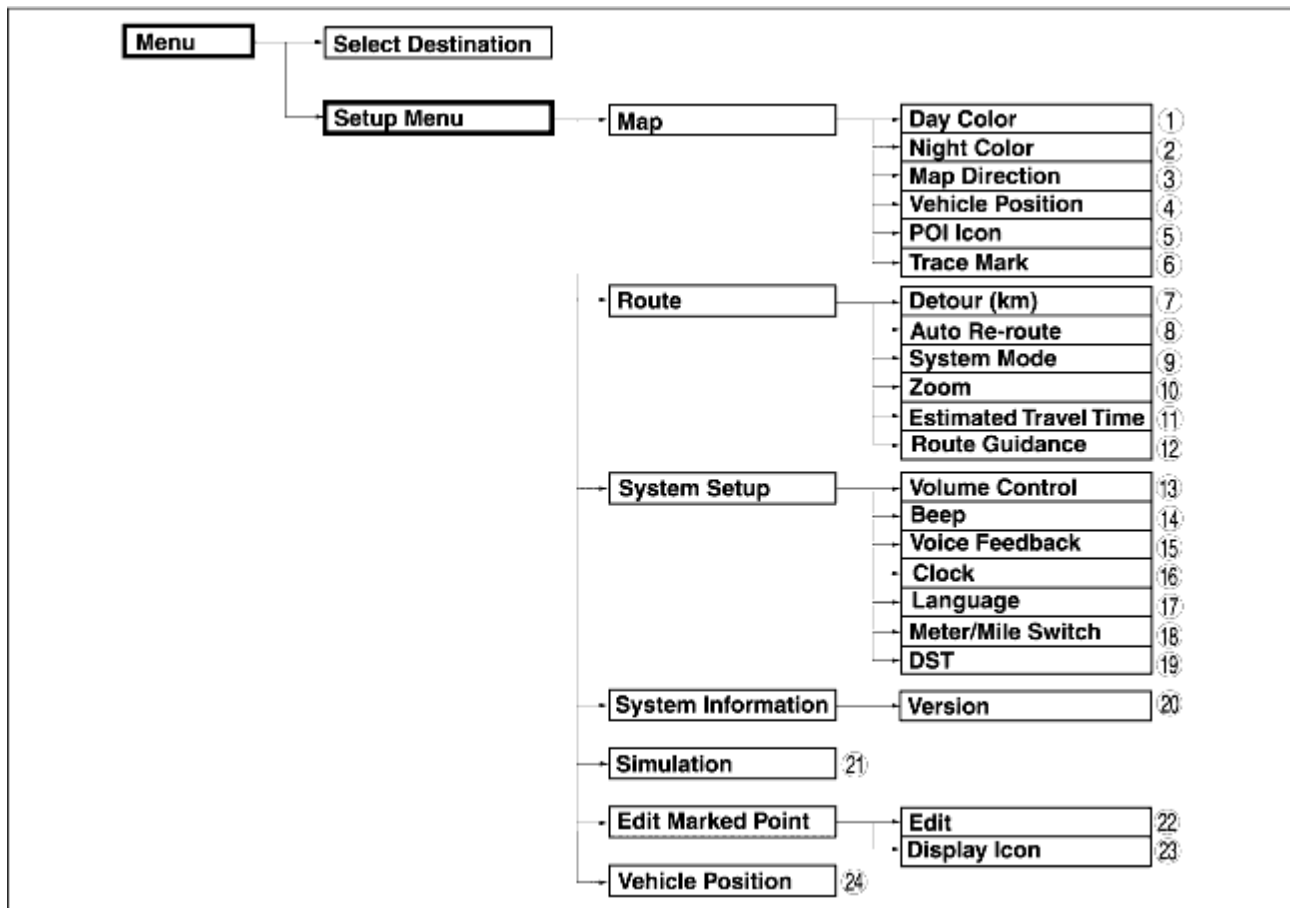 Menu
Select Destination
Setup Menu
Map
Day Color ①
Night Color ②
Map Direction ③
Vehicle Position ④
POI Icon ⑤
Trace Mark ⑥
Route
Detour (km) ⑦
Auto Re-route ⑧
System Mode ⑨
Zoom ⑩
Estimated Travel Time ⑪
Route Guidance ⑫
System Setup
Volume Control ⑬
Beep ⑭
Voice Feedback ⑮
Clock ⑯
Language ⑰
Meter/Mile Switch ⑱
DST ⑲
System Information
Version ⑳
Simulation ㉑
Edit Marked Point
Edit ㉒
Display Icon ㉓
Vehicle Position ㉔